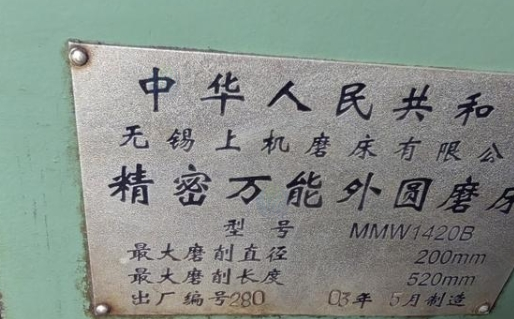 中华人民共和
无锡上机磨床有限公
精密万能外圆磨床
型号 MMW1420B
最大磨削直径 200mm
最大磨削长度 520mm
出厂编号280 03年 5月制造